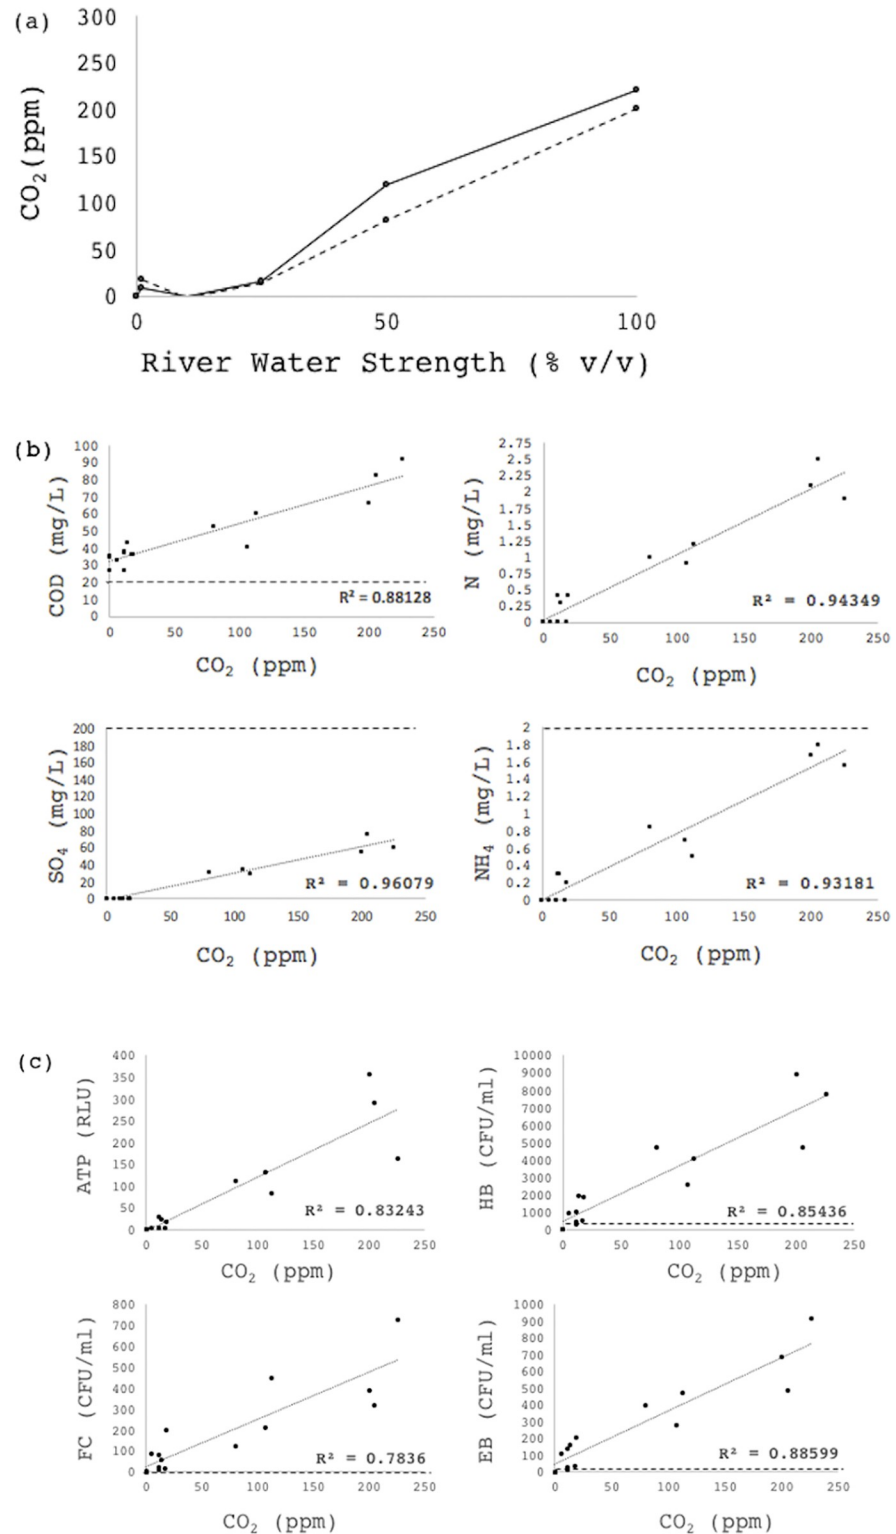 (a)
300
250
200
150
100
50
0
CO₂(ppm)
0 50 100
River Water Strength (% v/v)
(b)
100
90
80
70
60
50
40
30
20
10
0
COD (mg/L)
R² = 0.88128
0 50 100 150 200 250
CO₂ (ppm)
2.75
2.5
2.25
2
1.75
1.5
1.25
1
0.75
0.5
0.25
0
N (mg/L)
R² = 0.94349
0 50 100 150 200 250
CO₂ (ppm)
200
180
160
140
120
100
80
60
40
20
0
SO₄ (mg/L)
R² = 0.96079
0 50 100 150 200 250
CO₂ (ppm)
2
1.8
1.6
1.4
1.2
1
0.8
0.6
0.4
0.2
0
NH₄ (mg/L)
R² = 0.93181
0 50 100 150 200 250
CO₂ (ppm)
(c)
400
350
300
250
200
150
100
50
0
ATP (RLU)
R² = 0.83243
0 50 100 150 200 250
CO₂ (ppm)
10000
9000
8000
7000
6000
5000
4000
3000
2000
1000
0
HB (CFU/ml)
R² = 0.85436
0 50 100 150 200 250
CO₂ (ppm)
800
700
600
500
400
300
200
100
0
FC (CFU/ml)
R² = 0.7836
0 50 100 150 200 250
CO₂ (ppm)
1000
900
800
700
600
500
400
300
200
100
0
EB (CFU/ml)
R² = 0.88599
0 50 100 150 200 250
CO₂ (ppm)